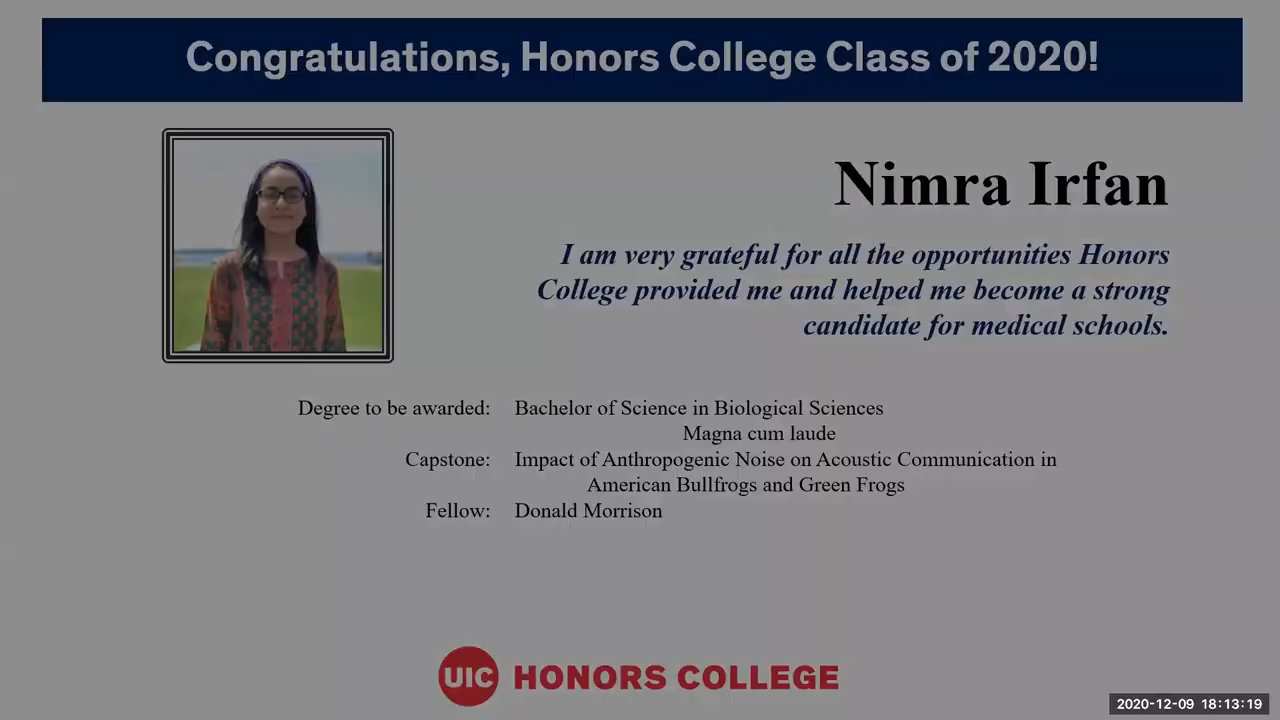 Congratulations, Honors College Class of 2020!
Nimra Irfan
I am very grateful for all the opportunities Honors
College provided me and helped me become a strong
candidate for medical schools.
Degree to be awarded: Bachelor of Science in Biological Sciences
Magna cum laude
Capstone: Impact of Anthropogenic Noise on Acoustic Communication in
American Bullfrogs and Green Frogs
Fellow: Donald Morrison
UIC HONORS COLLEGE
2020-12-09 18:13:19